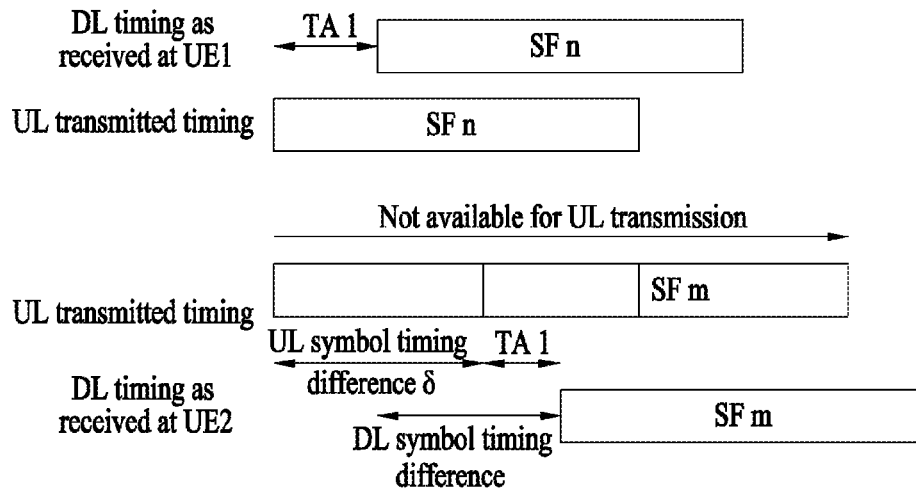 DL timing as
received at UE1
TA 1
SF n
UL transmitted timing
SF n
Not available for UL transmission
UL transmitted timing
SF m
UL symbol timing
difference δ
TA 1
DL timing as
received at UE2
SF m
DL symbol timing
difference